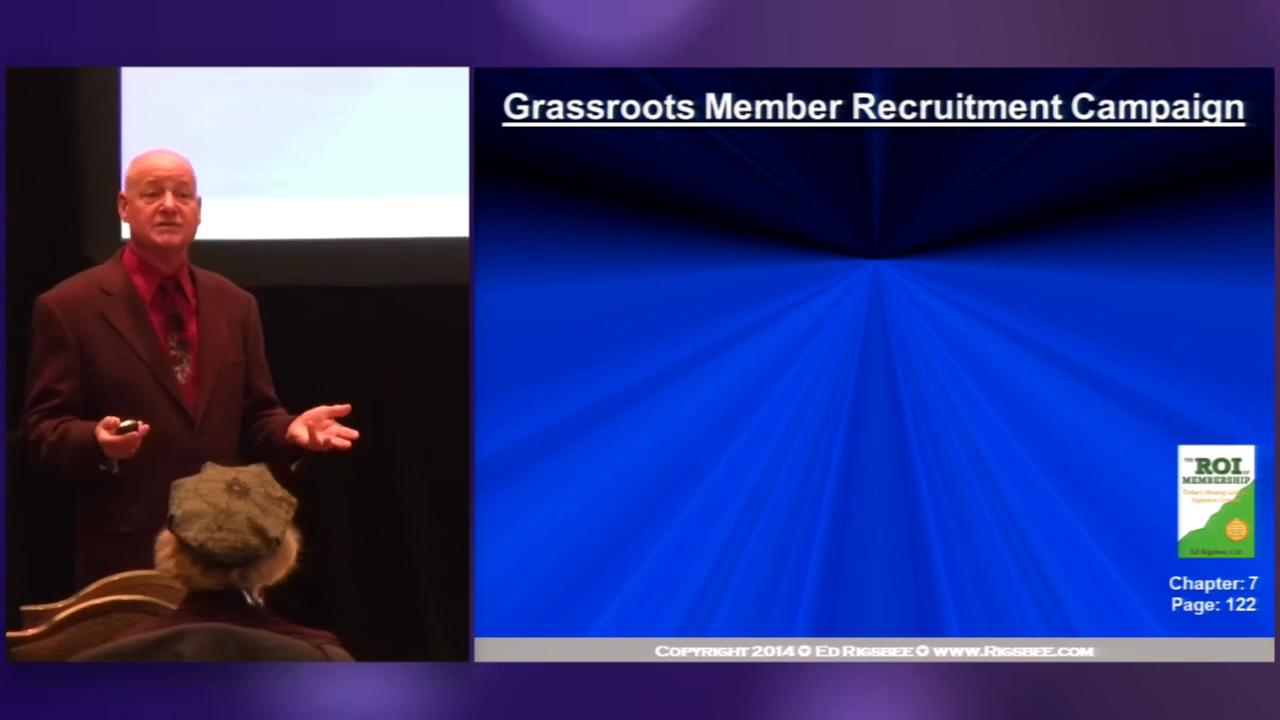 Grassroots Member Recruitment Campaign
THE ROI OF
MEMBERSHIP
Ed Rigsbee, CSP
Chapter: 7
Page: 122
COPYRIGHT 2014 ✪ ED RIGSBEE ✪ WWW.RIGSBEE.COM